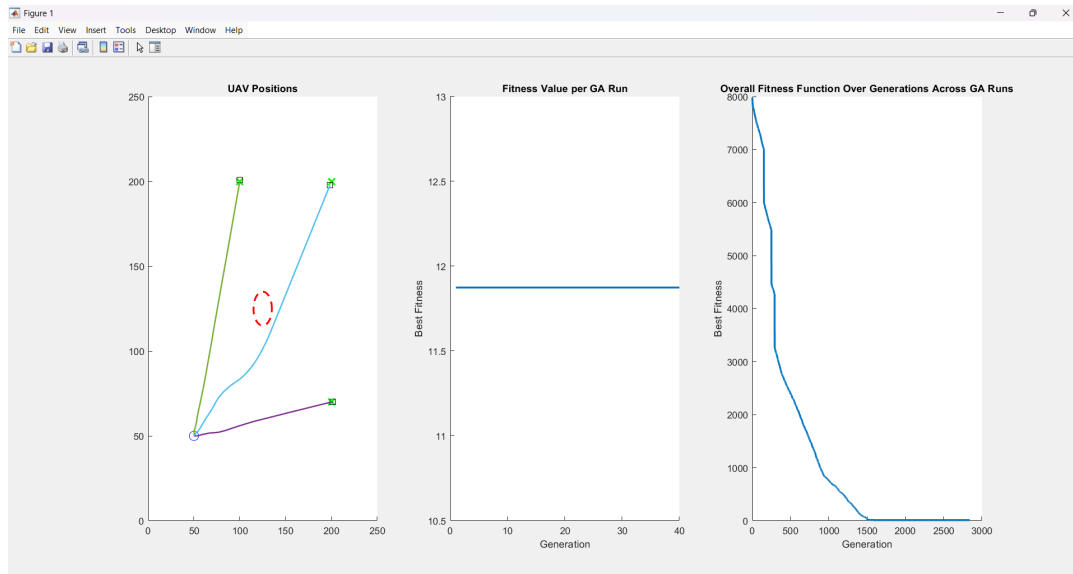 Figure 1
File Edit View Insert Tools Desktop Window Help
UAV Positions
250
200
150
100
50
0
0 50 100 150 200 250
Fitness Value per GA Run
13
12.5
12
11.5
11
10.5
Best Fitness
10 20 30 40
Generation
Overall Fitness Function Over Generations Across GA Runs
8000
7000
6000
5000
4000
3000
2000
1000
0
Best Fitness
0 500 1000 1500 2000 2500 3000
Generation